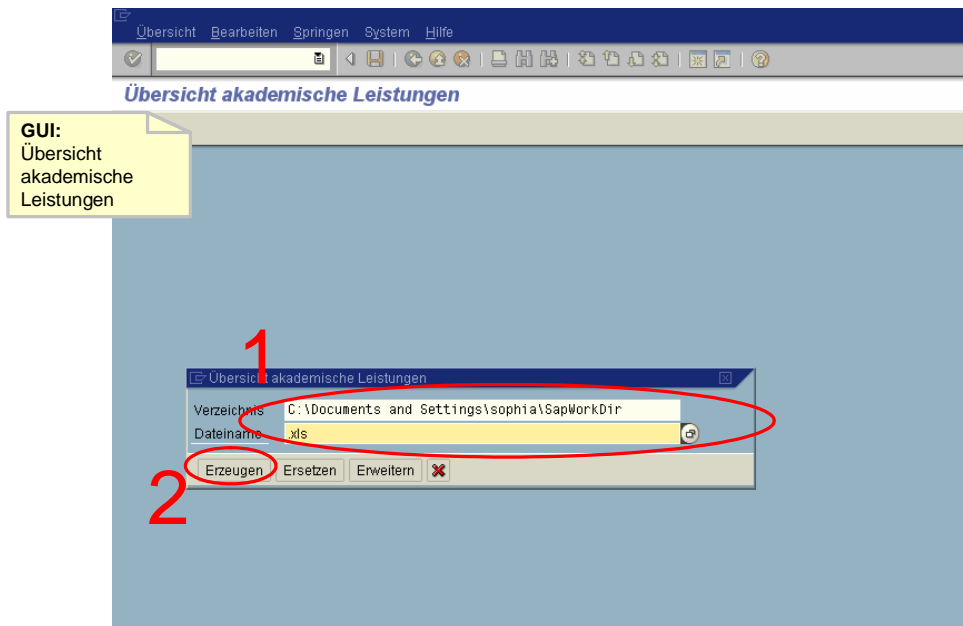 Übersicht Bearbeiten Springen System Hilfe
Übersicht akademische Leistungen
GUI:
Übersicht
akademische
Leistungen
1
Übersicht akademische Leistungen
Verzeichnis C:\Documents and Settings\sophia\SapWorkDir
Dateiname .xls
Erzeugen Ersetzen Erweitern
2